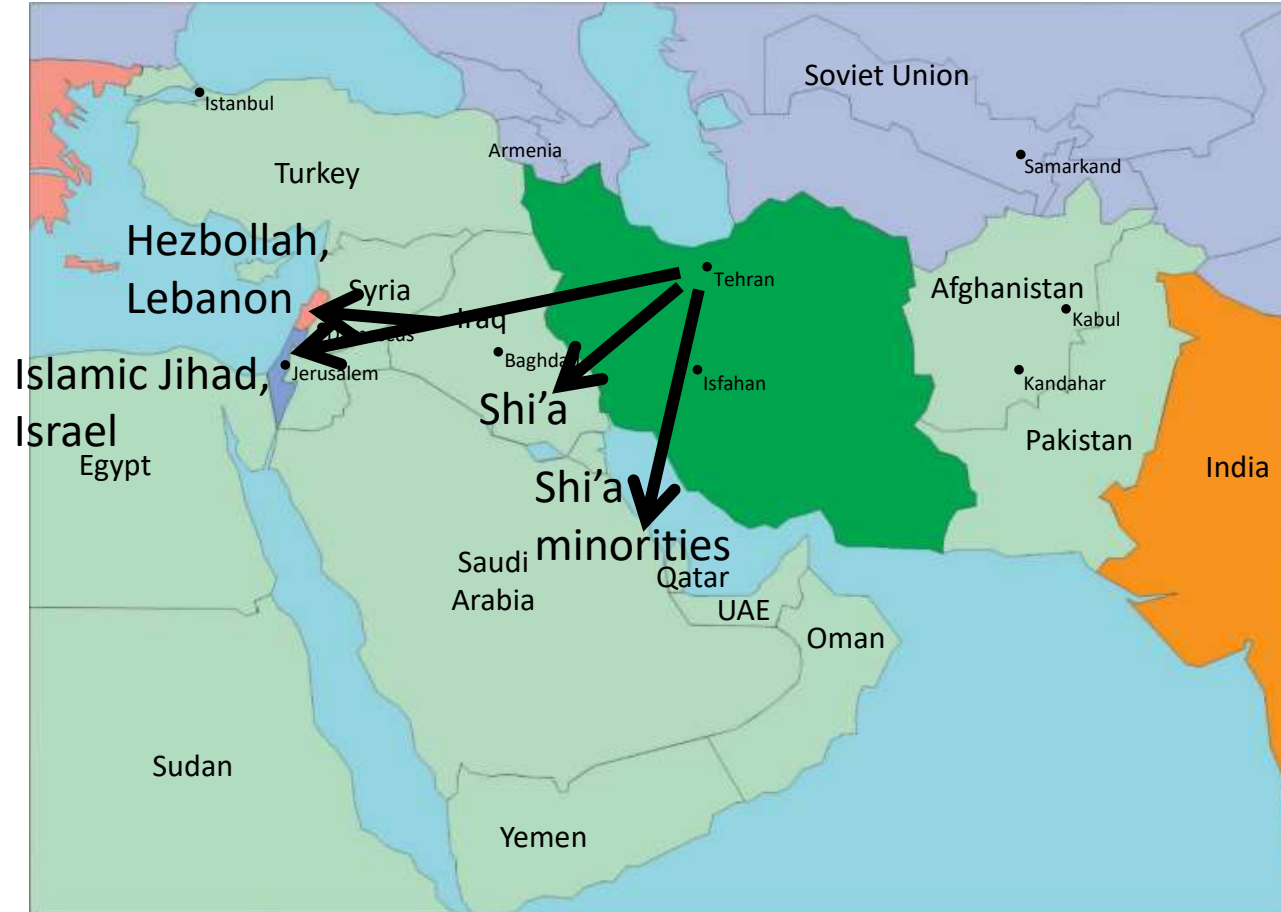 Soviet Union
Istanbul
Armenia
Samarkand
Turkey
Hezbollah,
Lebanon
Syria
Tehran
Afghanistan
Kabul
Iraq
Baghdad
Islamic Jihad,
Israel
Jerusalem
Isfahan
Kandahar
Shi’a
Pakistan
Egypt
India
Shi’a
minorities
Saudi
Arabia
Qatar
UAE
Oman
Sudan
Yemen